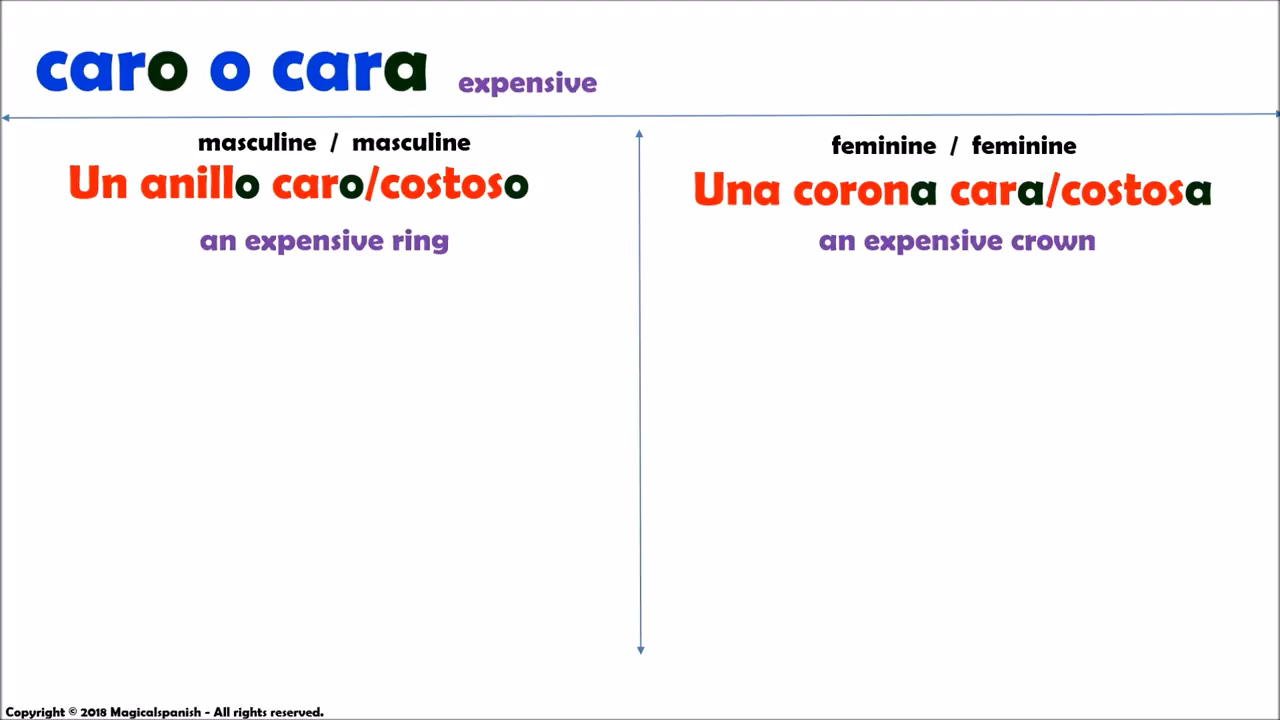 caro o cara expensive
masculine / masculine
Un anillo caro/costoso
an expensive ring
feminine / feminine
Una corona cara/costosa
an expensive crown
Copyright © 2018 Magicalspanish - All rights reserved.